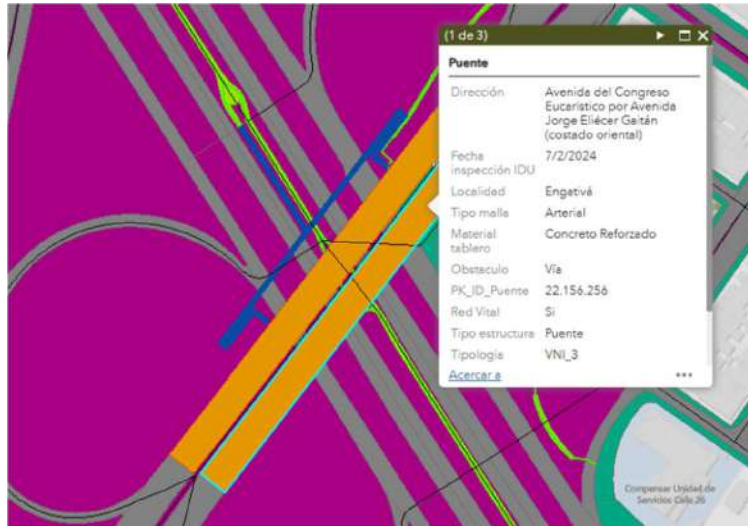 (1 de 3)
Puente
Dirección Avenida del Congreso
Eucarístico por Avenida
Jorge Eliécer Gaitán
(costado oriental)
Fecha 7/2/2024
inspección IDU
Localidad Engativá
Tipo malla Arterial
Material Concreto Reforzado
tablero
Obstaculo Vía
PK_ID_Puente 22.156.256
Red Vital Si
Tipo estructura Puente
Tipología VNI_3
Acercar a
Compensar Unidad de
Servicios Calle 26